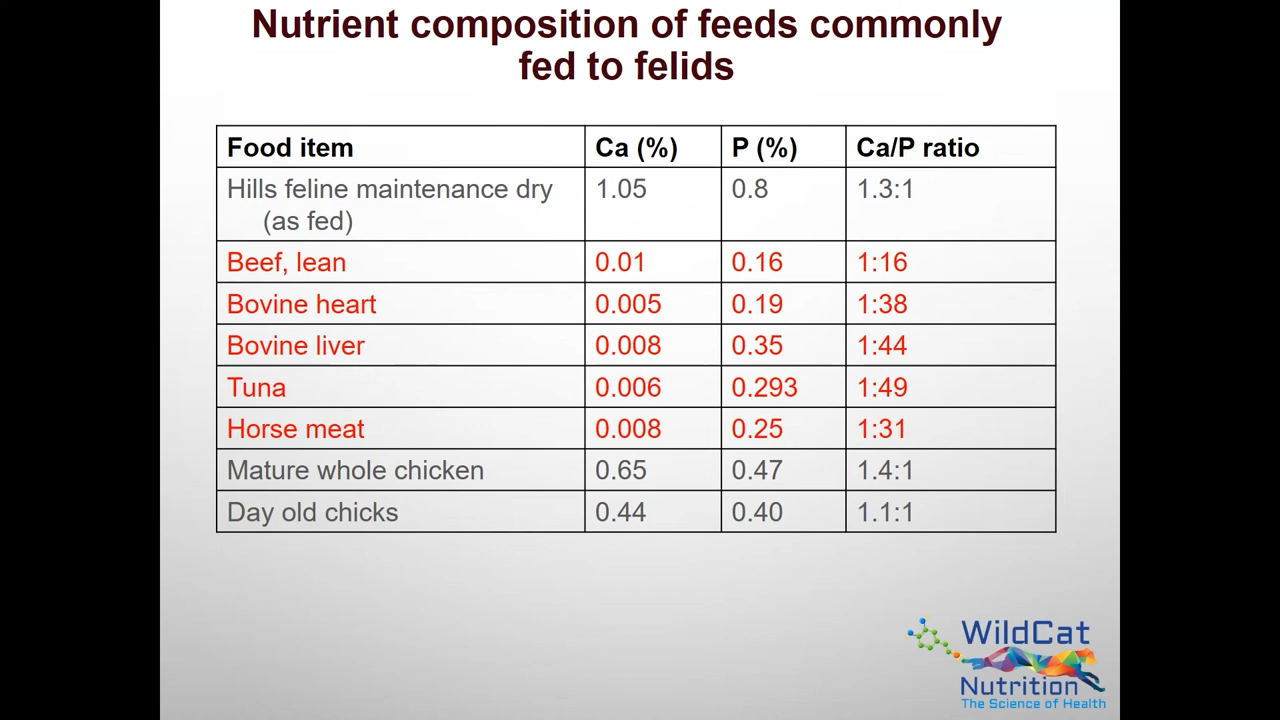 Nutrient composition of feeds commonly
fed to felids
Food item Ca (%) P (%) Ca/P ratio
Hills feline maintenance dry 1.05 0.8 1.3:1
(as fed)
Beef, lean 0.01 0.16 1:16
Bovine heart 0.005 0.19 1:38
Bovine liver 0.008 0.35 1:44
Tuna 0.006 0.293 1:49
Horse meat 0.008 0.25 1:31
Mature whole chicken 0.65 0.47 1.4:1
Day old chicks 0.44 0.40 1.1:1
WildCat
Nutrition
The Science of Health